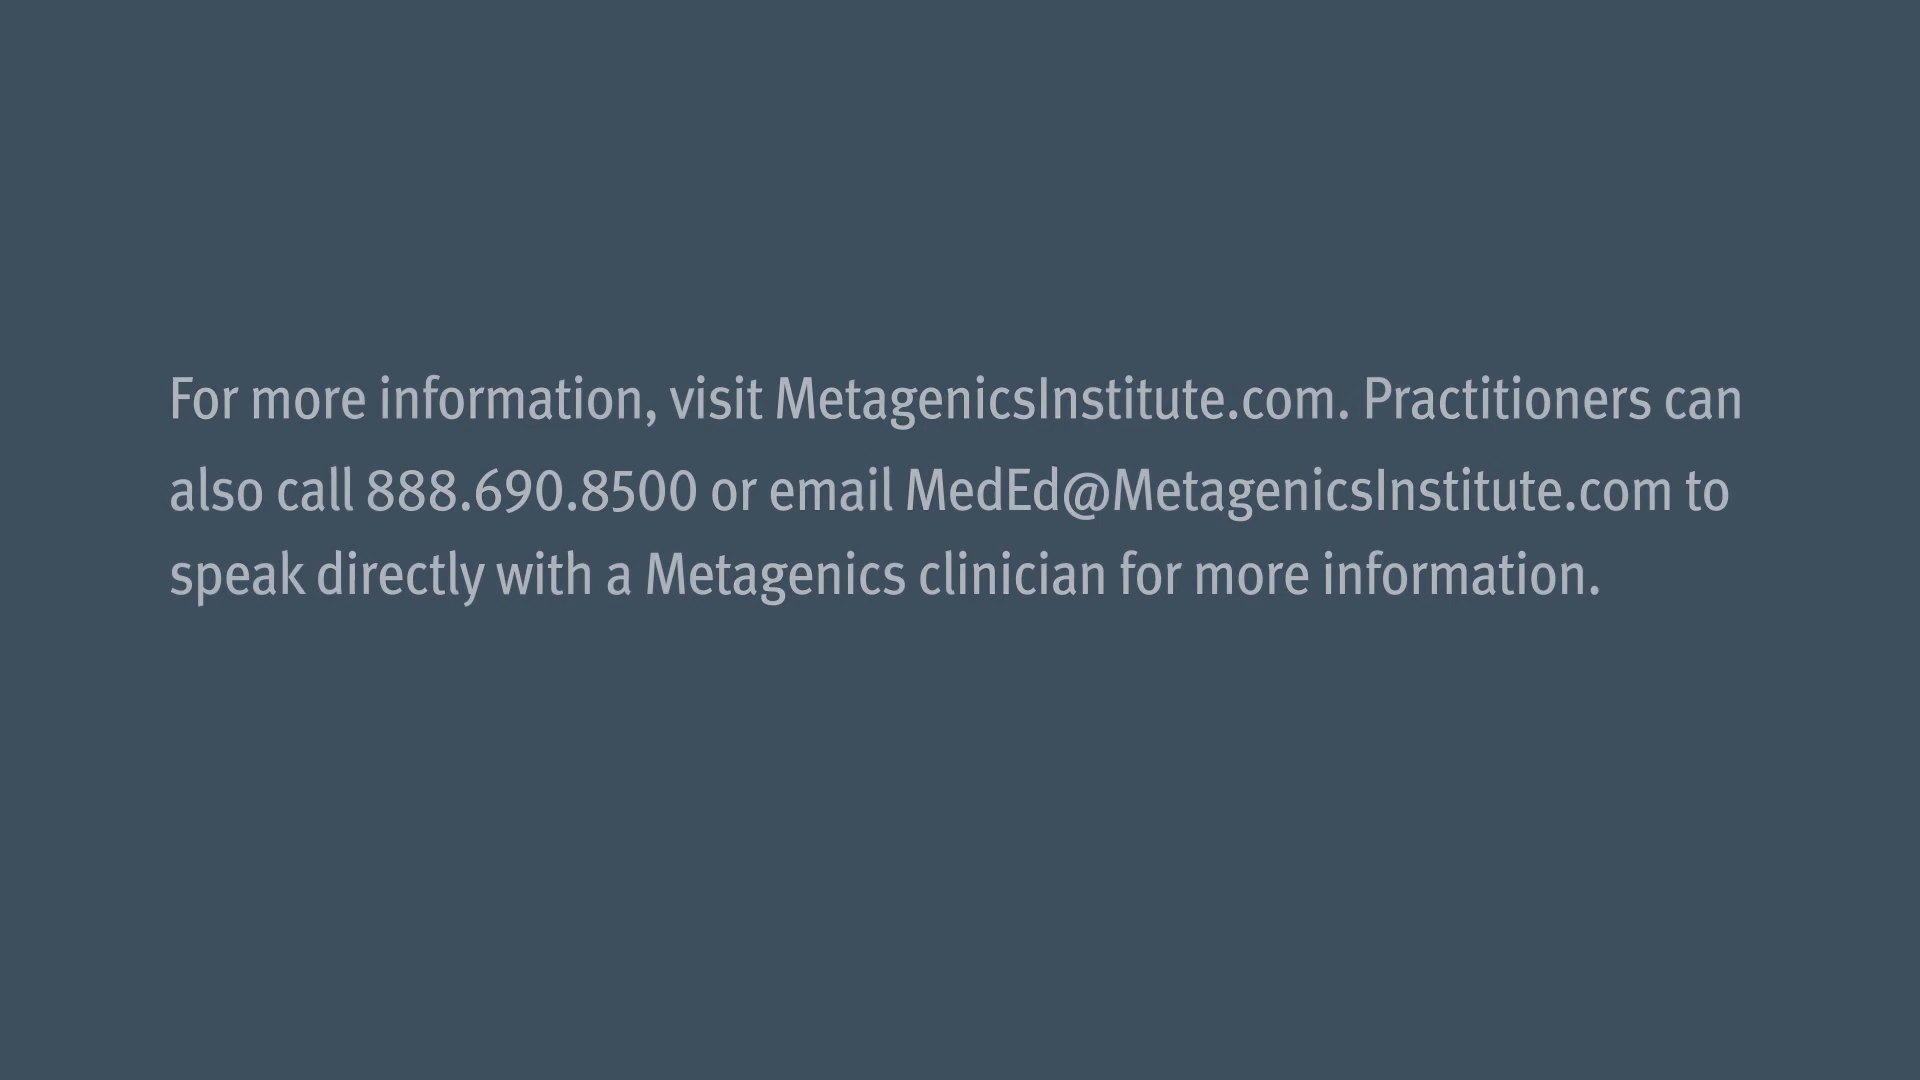 For more information, visit MetagenicsInstitute.com. Practitioners can
also call 888.690.8500 or email MedEd@MetagenicsInstitute.com to
speak directly with a Metagenics clinician for more information.